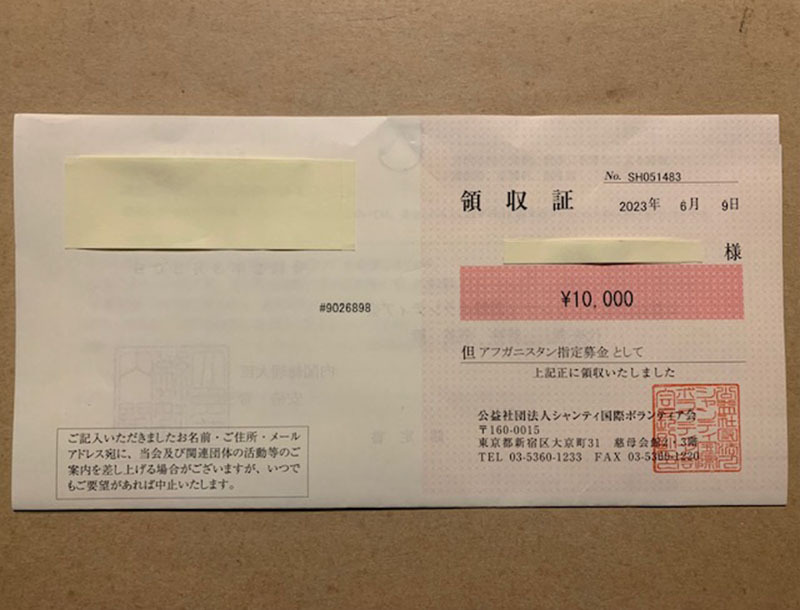 #9026898
ご記入いただきましたお名前・ご住所・メール
アドレス宛に、当会及び関連団体の活動等のご
案内を差し上げる場合がございますが、いつで
もご要望があれば中止いたします。
No. SH051483
領収証
2023年 6月 9日
様
¥10,000
但 アフガニスタン指定募金 として
上記正に領収いたしました
公益社団法人シャンティ国際ボランティア会
〒160-0015
東京都新宿区大京町31 慈母会館2・3階
TEL 03-5360-1233 FAX 03-5360-1220